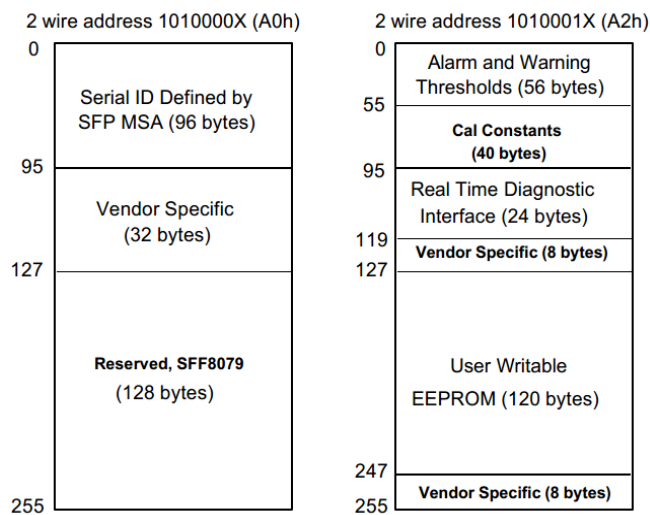 2 wire address 1010000X (A0h)
0
Serial ID Defined by
SFP MSA (96 bytes)
95
Vendor Specific
(32 bytes)
127
Reserved, SFF8079
(128 bytes)
255
2 wire address 1010001X (A2h)
0
Alarm and Warning
Thresholds (56 bytes)
55
Cal Constants
(40 bytes)
95
Real Time Diagnostic
Interface (24 bytes)
119
Vendor Specific (8 bytes)
127
User Writable
EEPROM (120 bytes)
247
Vendor Specific (8 bytes)
255